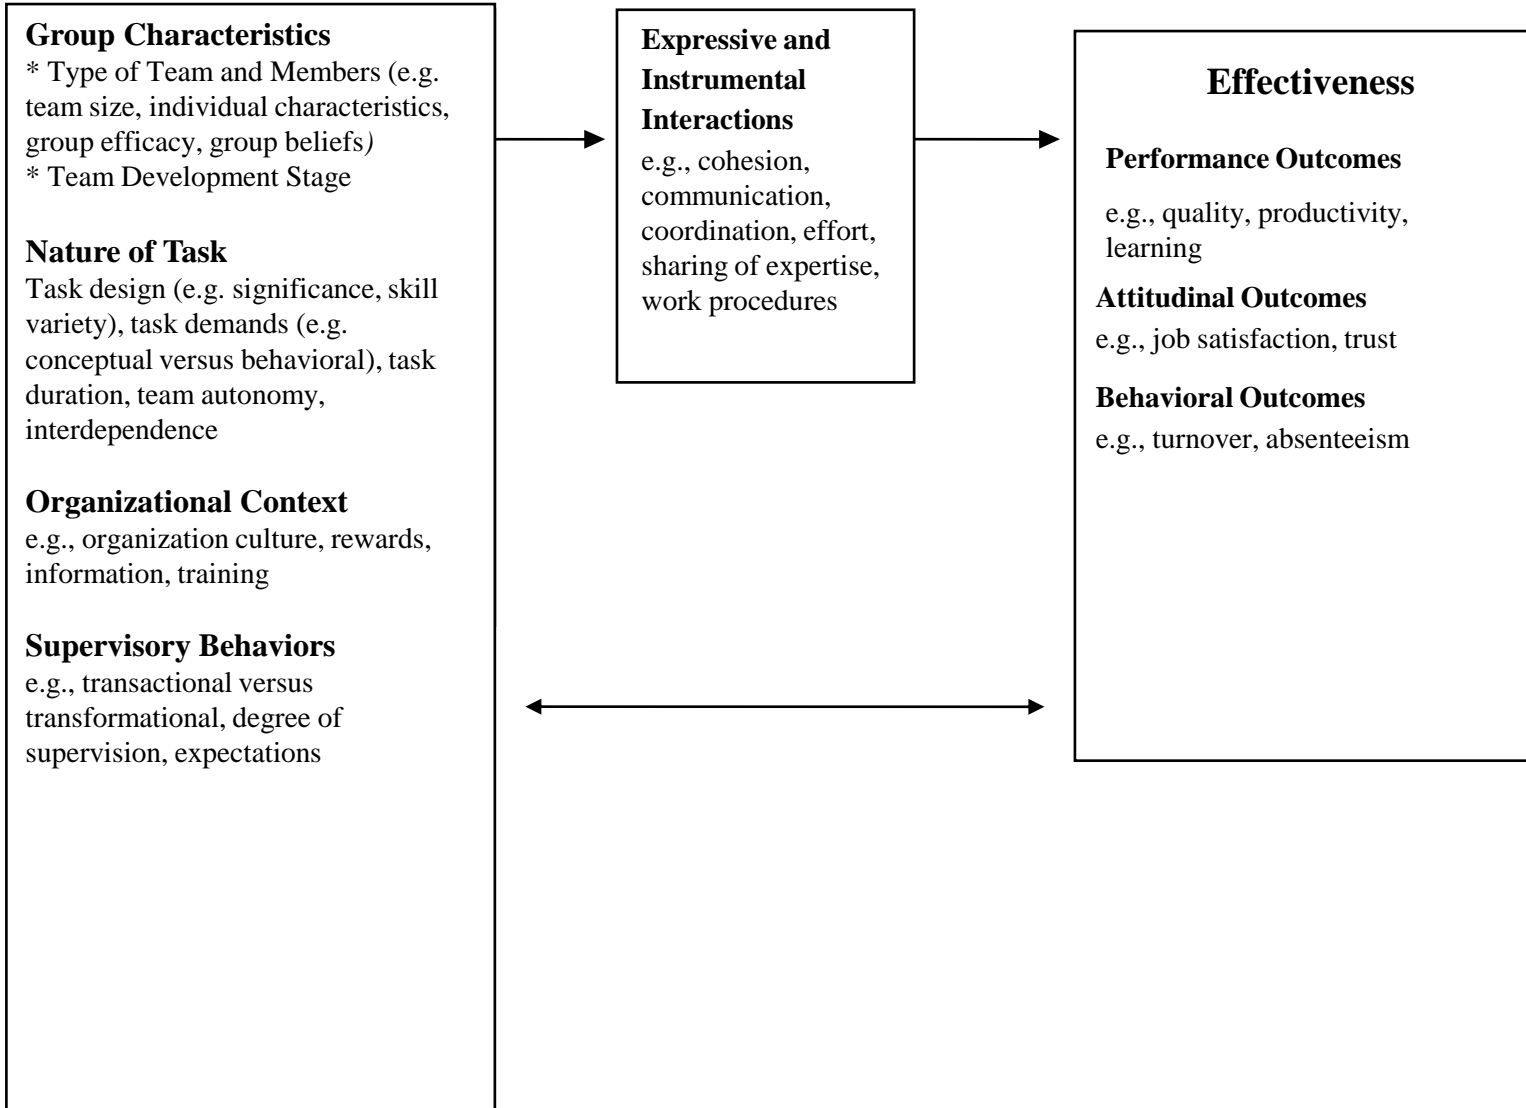 Group Characteristics
* Type of Team and Members (e.g.
team size, individual characteristics,
group efficacy, group beliefs)
* Team Development Stage
Nature of Task
Task design (e.g. significance, skill
variety), task demands (e.g.
conceptual versus behavioral), task
duration, team autonomy,
interdependence
Organizational Context
e.g., organization culture, rewards,
information, training
Supervisory Behaviors
e.g., transactional versus
transformational, degree of
supervision, expectations
Expressive and
Instrumental
Interactions
e.g., cohesion,
communication,
coordination, effort,
sharing of expertise,
work procedures
Effectiveness
Performance Outcomes
e.g., quality, productivity,
learning
Attitudinal Outcomes
e.g., job satisfaction, trust
Behavioral Outcomes
e.g., turnover, absenteeism